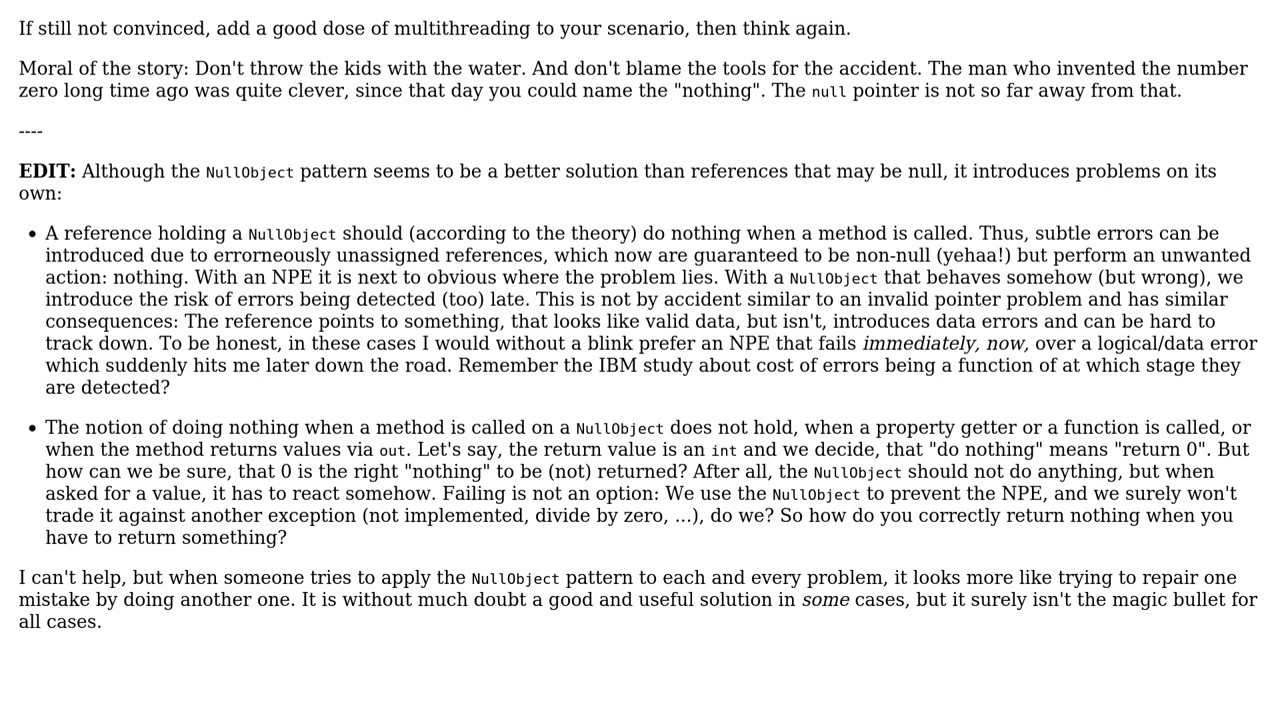 If still not convinced, add a good dose of multithreading to your scenario, then think again.
Moral of the story: Don't throw the kids with the water. And don't blame the tools for the accident. The man who invented the number
zero long time ago was quite clever, since that day you could name the "nothing". The null pointer is not so far away from that.
----
EDIT: Although the NullObject pattern seems to be a better solution than references that may be null, it introduces problems on its
own:
• A reference holding a NullObject should (according to the theory) do nothing when a method is called. Thus, subtle errors can be
introduced due to errorneously unassigned references, which now are guaranteed to be non-null (yehaa!) but perform an unwanted
action: nothing. With an NPE it is next to obvious where the problem lies. With a NullObject that behaves somehow (but wrong), we
introduce the risk of errors being detected (too) late. This is not by accident similar to an invalid pointer problem and has similar
consequences: The reference points to something, that looks like valid data, but isn't, introduces data errors and can be hard to
track down. To be honest, in these cases I would without a blink prefer an NPE that fails immediately, now, over a logical/data error
which suddenly hits me later down the road. Remember the IBM study about cost of errors being a function of at which stage they
are detected?
• The notion of doing nothing when a method is called on a NullObject does not hold, when a property getter or a function is called, or
when the method returns values via out. Let's say, the return value is an int and we decide, that "do nothing" means "return 0". But
how can we be sure, that 0 is the right "nothing" to be (not) returned? After all, the NullObject should not do anything, but when
asked for a value, it has to react somehow. Failing is not an option: We use the NullObject to prevent the NPE, and we surely won't
trade it against another exception (not implemented, divide by zero, ...), do we? So how do you correctly return nothing when you
have to return something?
I can't help, but when someone tries to apply the NullObject pattern to each and every problem, it looks more like trying to repair one
mistake by doing another one. It is without much doubt a good and useful solution in some cases, but it surely isn't the magic bullet for
all cases.